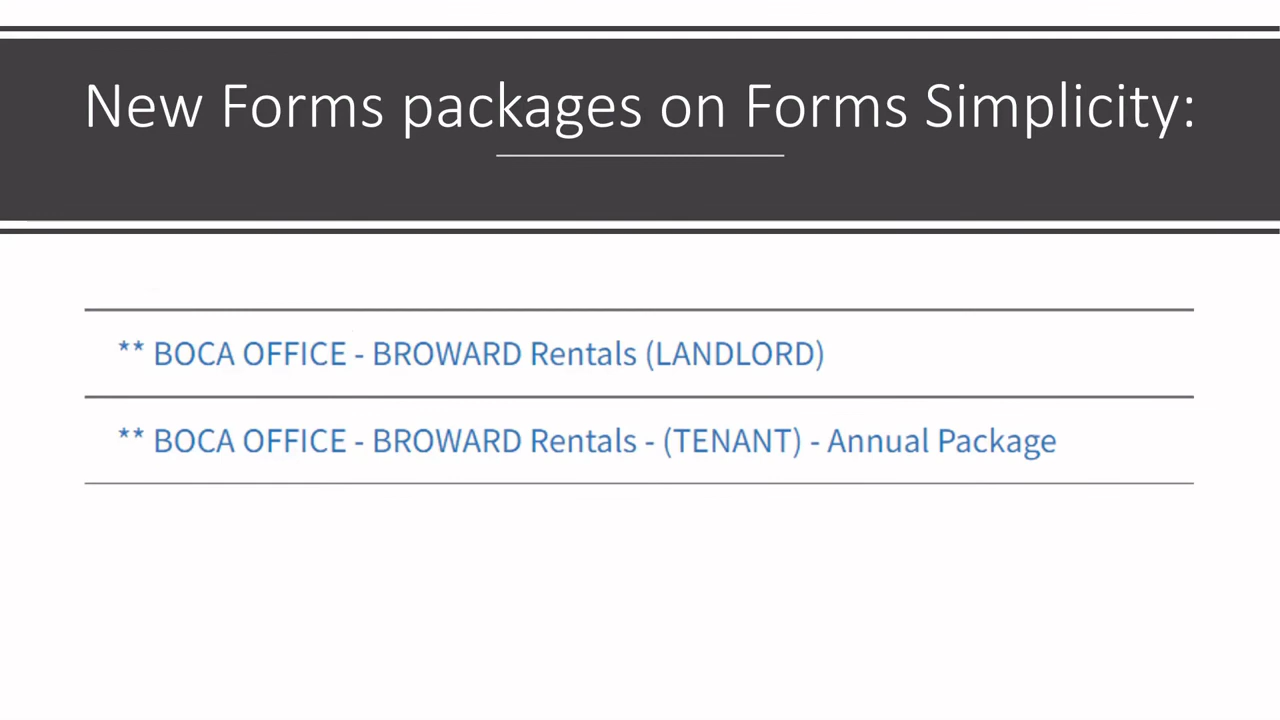 New Forms packages on Forms Simplicity:
** BOCA OFFICE - BROWARD Rentals (LANDLORD)
** BOCA OFFICE - BROWARD Rentals - (TENANT) - Annual Package